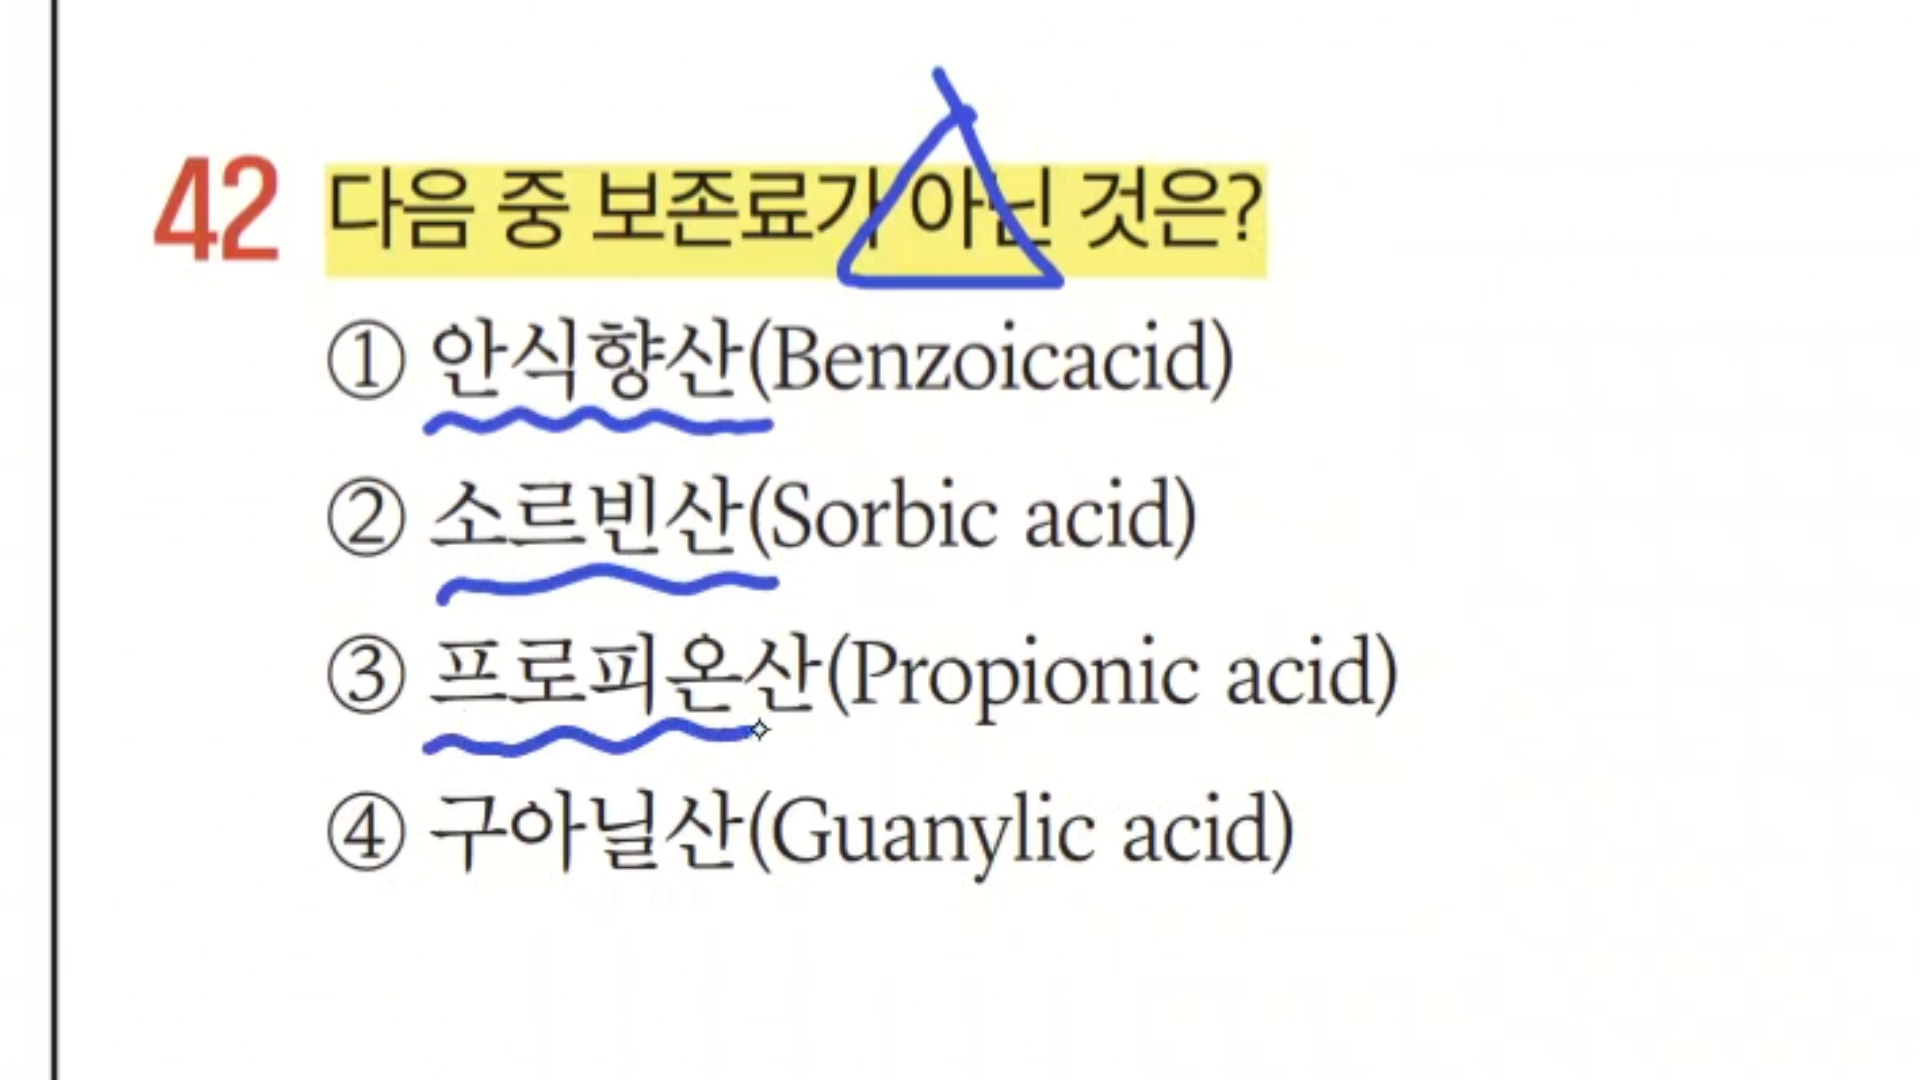 42 다음 중 보존료가 아닌 것은?
① 안식향산(Benzoicacid)
② 소르빈산(Sorbic acid)
③ 프로피온산(Propionic acid)
④ 구아닐산(Guanylic acid)